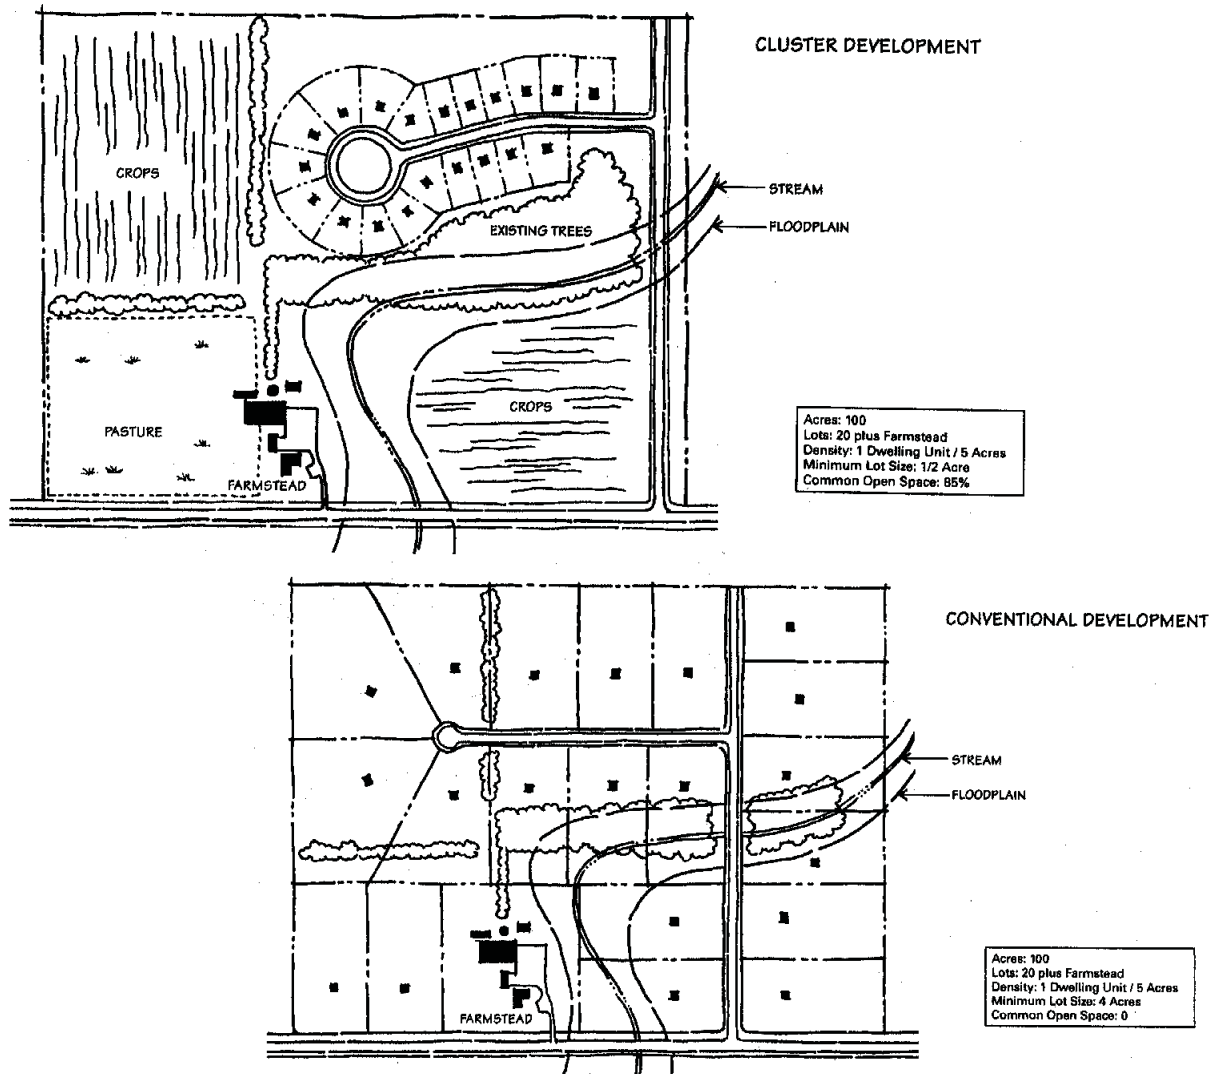 CLUSTER DEVELOPMENT
CROPS
STREAM
EXISTING TREES
FLOODPLAIN
CROPS
PASTURE
FARMSTEAD
Acres: 100
Lots: 20 plus Farmstead
Density: 1 Dwelling Unit / 5 Acres
Minimum Lot Size: 1/2 Acre
Common Open Space: 85%
CONVENTIONAL DEVELOPMENT
STREAM
FLOODPLAIN
FARMSTEAD
Acres: 100
Lots: 20 plus Farmstead
Density: 1 Dwelling Unit / 5 Acres
Minimum Lot Size: 4 Acres
Common Open Space: 0